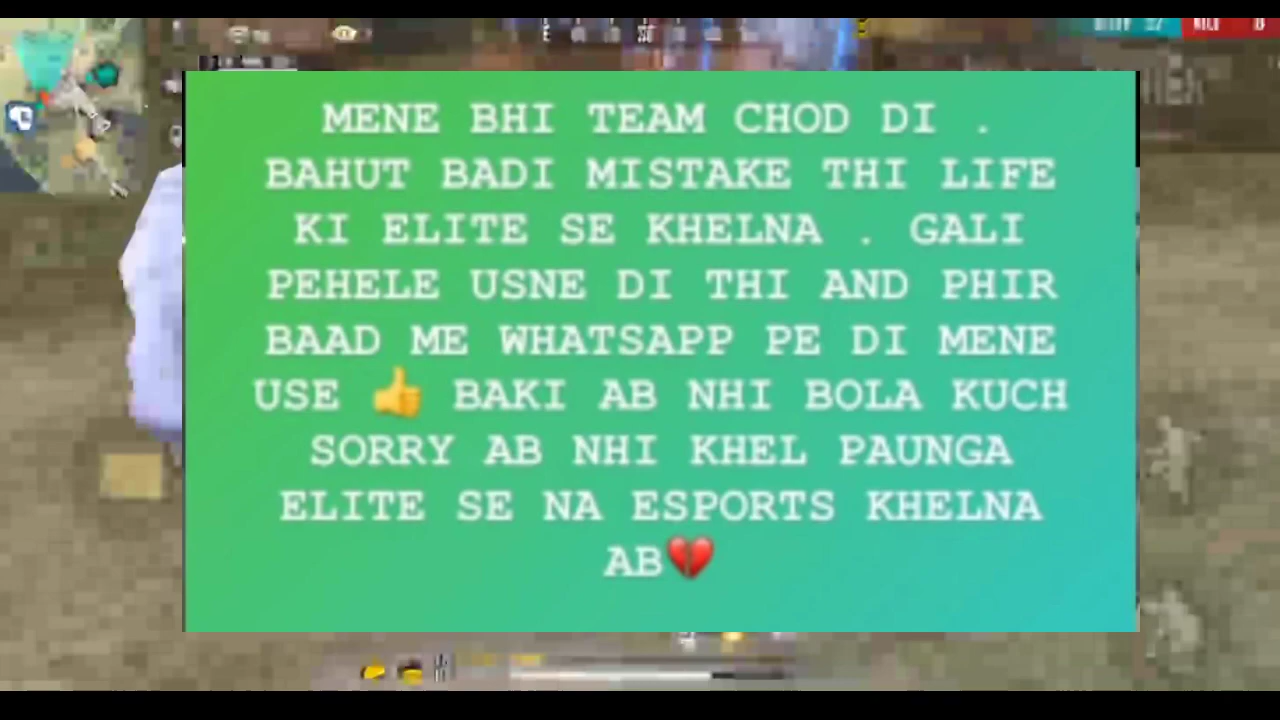 MENE BHI TEAM CHOD DI .
BAHUT BADI MISTAKE THI LIFE
KI ELITE SE KHELNA . GALI
PEHELE USNE DI THI AND PHIR
BAAD ME WHATSAPP PE DI MENE
USE 👍 BAKI AB NHI BOLA KUCH
SORRY AB NHI KHEL PAUNGA
ELITE SE NA ESPORTS KHELNA
AB💔